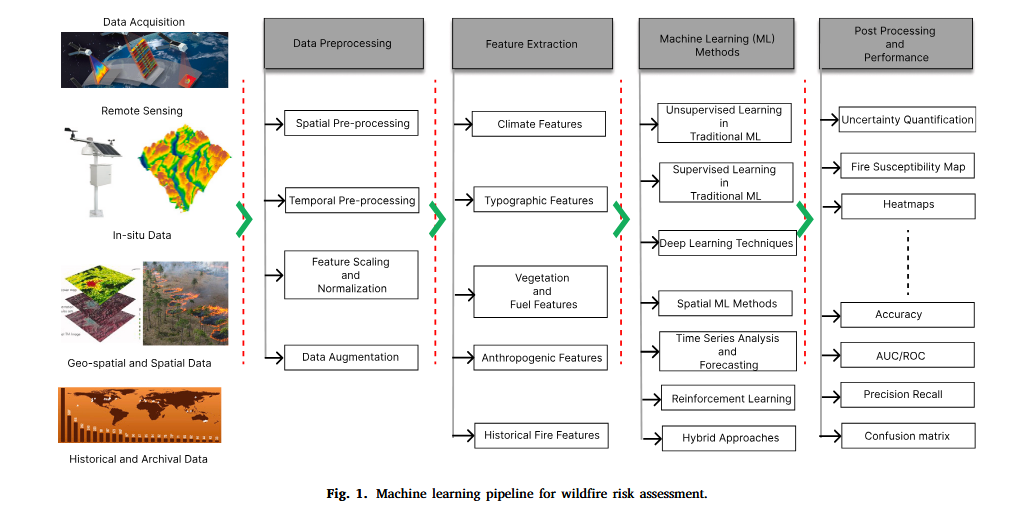 Data Acquisition
Remote Sensing
In-situ Data
Geo-spatial and Spatial Data
Historical and Archival Data
Data Preprocessing
Spatial Pre-processing
Temporal Pre-processing
Feature Scaling
and
Normalization
Data Augmentation
Feature Extraction
Climate Features
Typographic Features
Vegetation
and
Fuel Features
Anthropogenic Features
Historical Fire Features
Machine Learning (ML)
Methods
Unsupervised Learning
in
Traditional ML
Supervised Learning
in
Traditional ML
Deep Learning Techniques
Spatial ML Methods
Time Series Analysis
and
Forecasting
Reinforcement Learning
Hybrid Approaches
Post Processing
and
Performance
Uncertainty Quantification
Fire Susceptibility Map
Heatmaps
Accuracy
AUC/ROC
Precision Recall
Confusion matrix
Fig. 1. Machine learning pipeline for wildfire risk assessment.